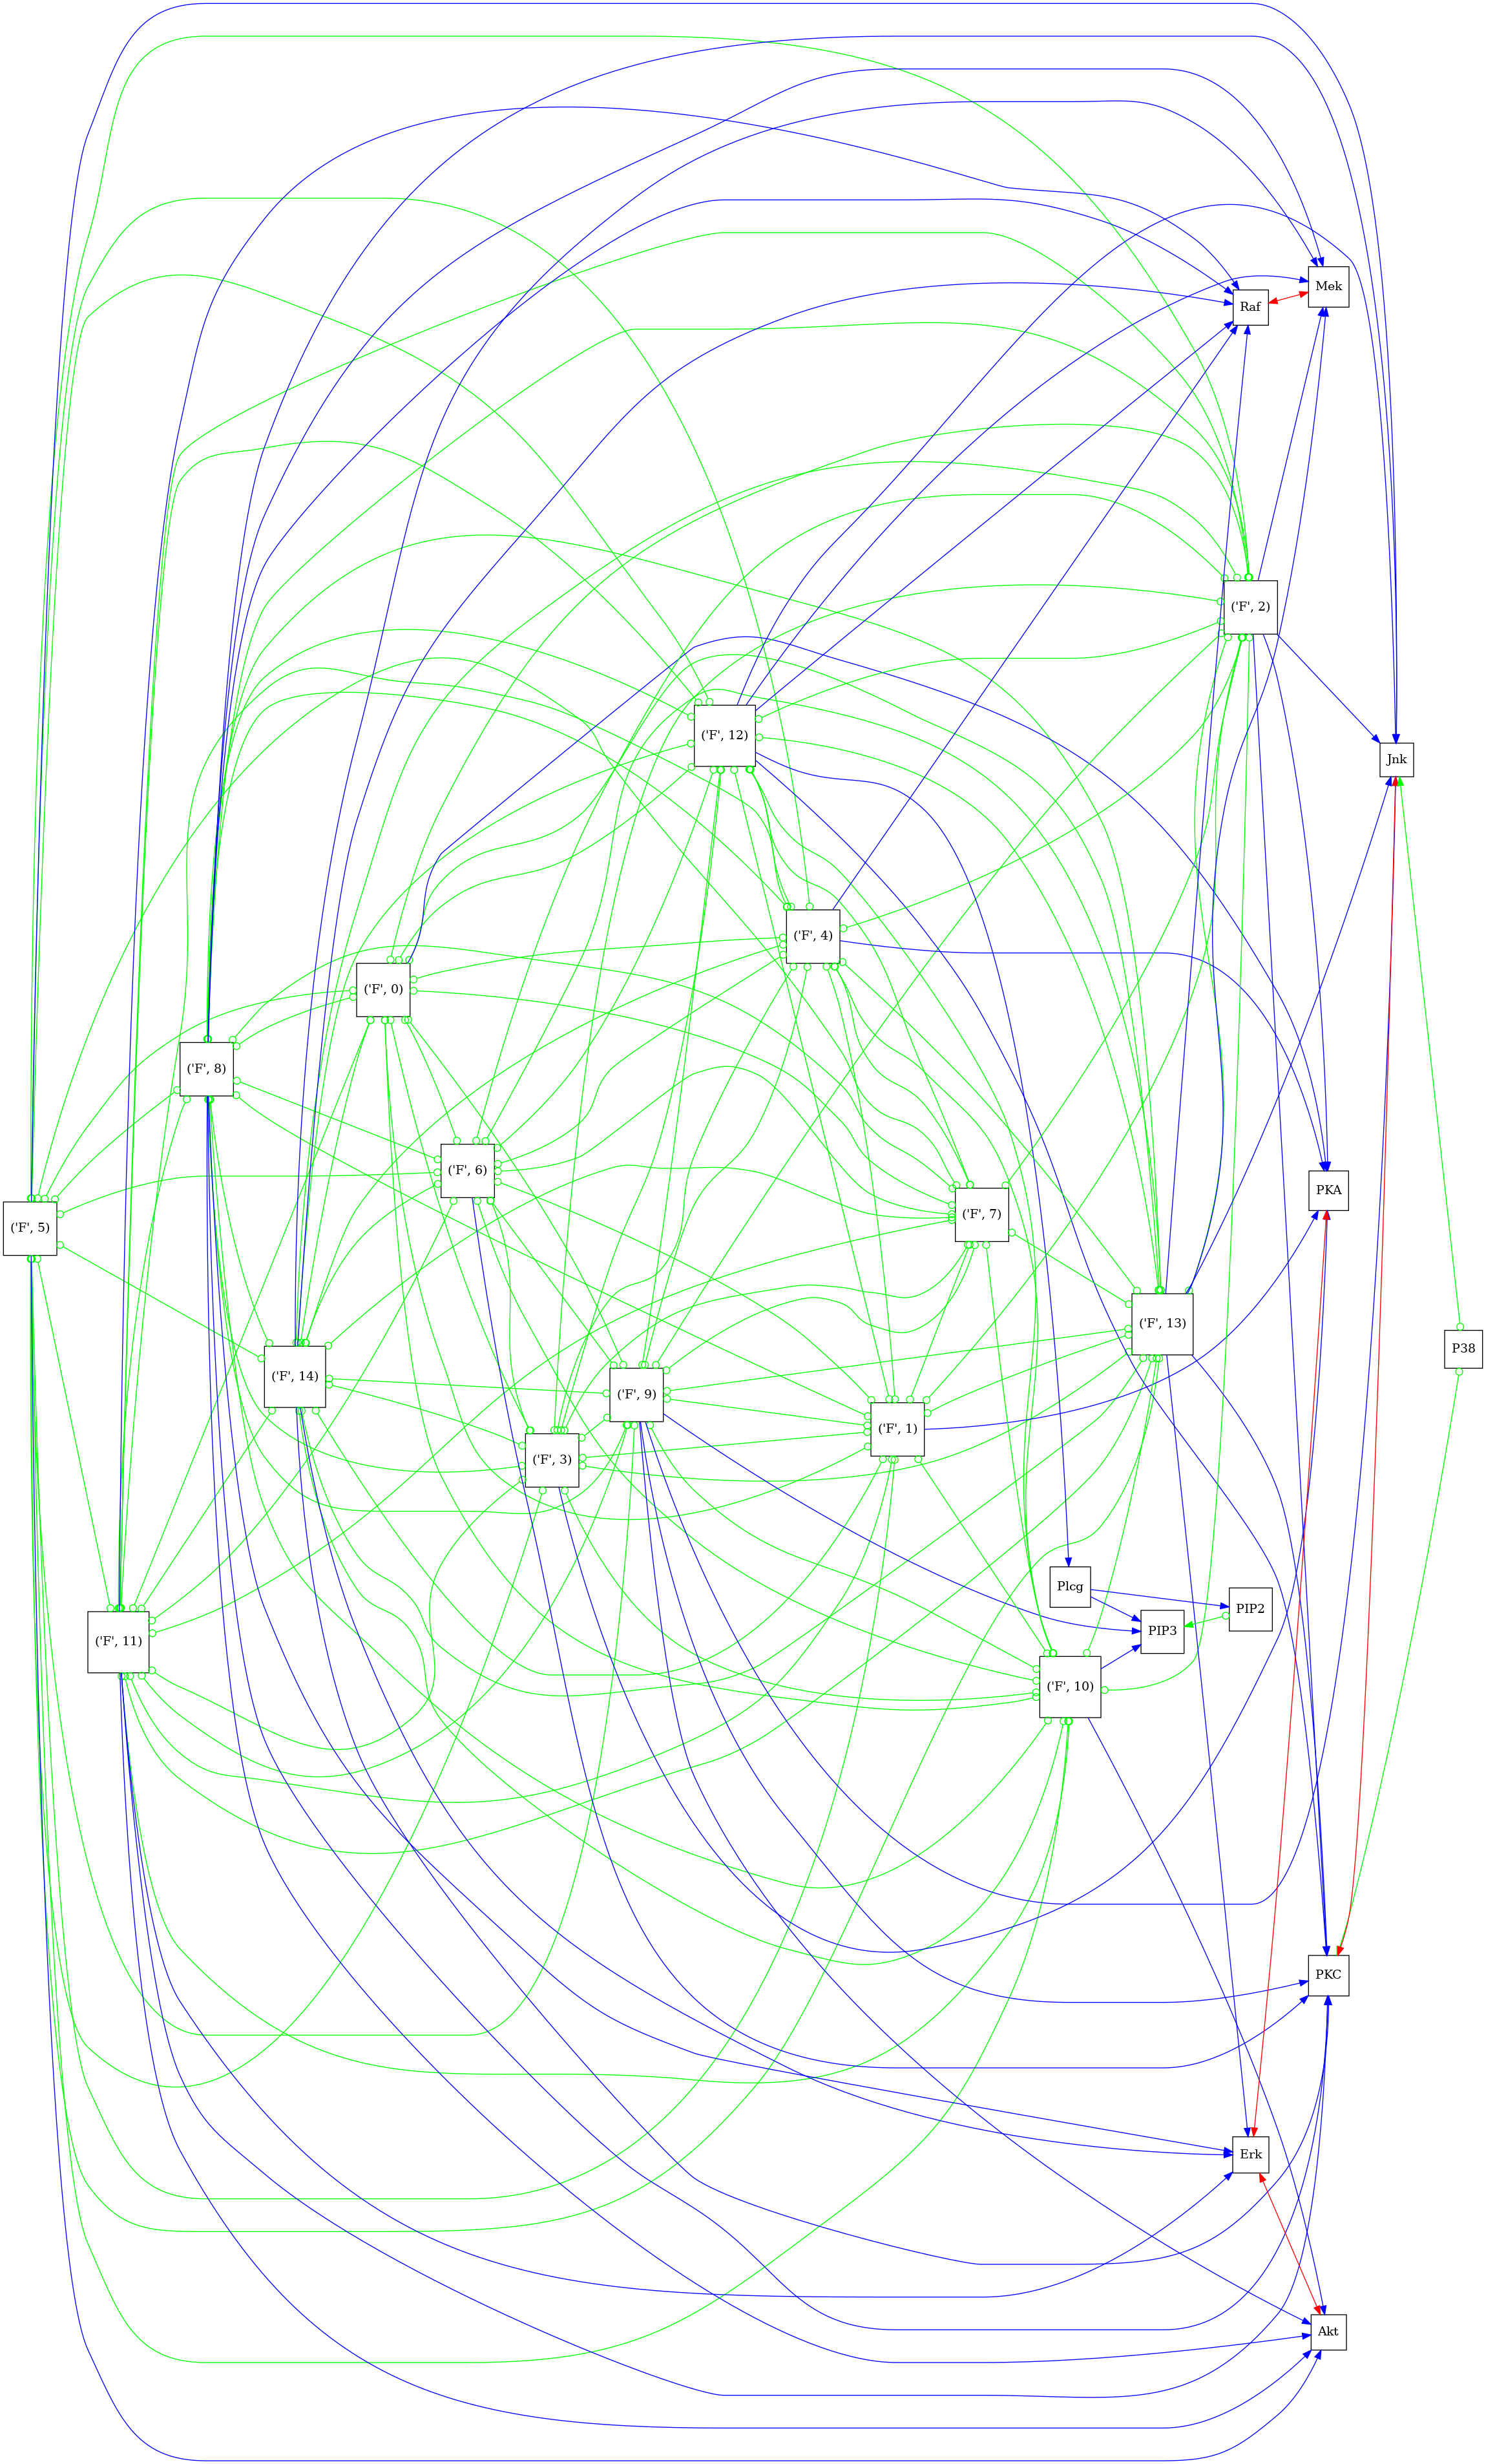 Mek
Raf
('F', 2)
('F', 12)
Jnk
('F', 4)
('F', 0)
('F', 8)
('F', 6)
PKA
('F', 7)
('F', 5)
('F', 13)
P38
('F', 14)
('F', 9)
('F', 1)
('F', 3)
Plcg
PIP2
PIP3
('F', 11)
('F', 10)
PKC
Erk
Akt